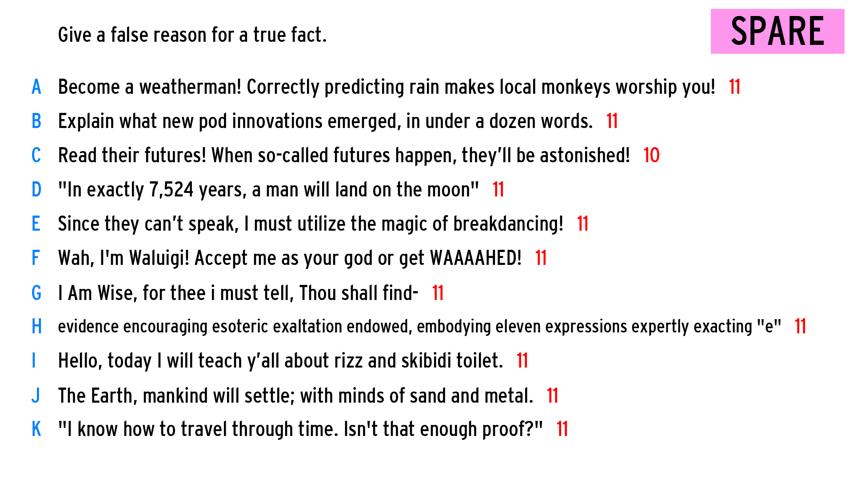 Give a false reason for a true fact.
SPARE
A Become a weatherman! Correctly predicting rain makes local monkeys worship you! 11
B Explain what new pod innovations emerged, in under a dozen words. 11
C Read their futures! When so-called futures happen, they'll be astonished! 10
D "In exactly 7,524 years, a man will land on the moon" 11
E Since they can't speak, I must utilize the magic of breakdancing! 11
F Wah, I'm Waluigi! Accept me as your god or get WAAAAHED! 11
G I Am Wise, for thee i must tell, Thou shall find- 11
H evidence encouraging esoteric exaltation endowed, embodying eleven expressions expertly exacting "e" 11
I Hello, today I will teach y'all about rizz and skibidi toilet. 11
J The Earth, mankind will settle; with minds of sand and metal. 11
K "I know how to travel through time. Isn't that enough proof?" 11